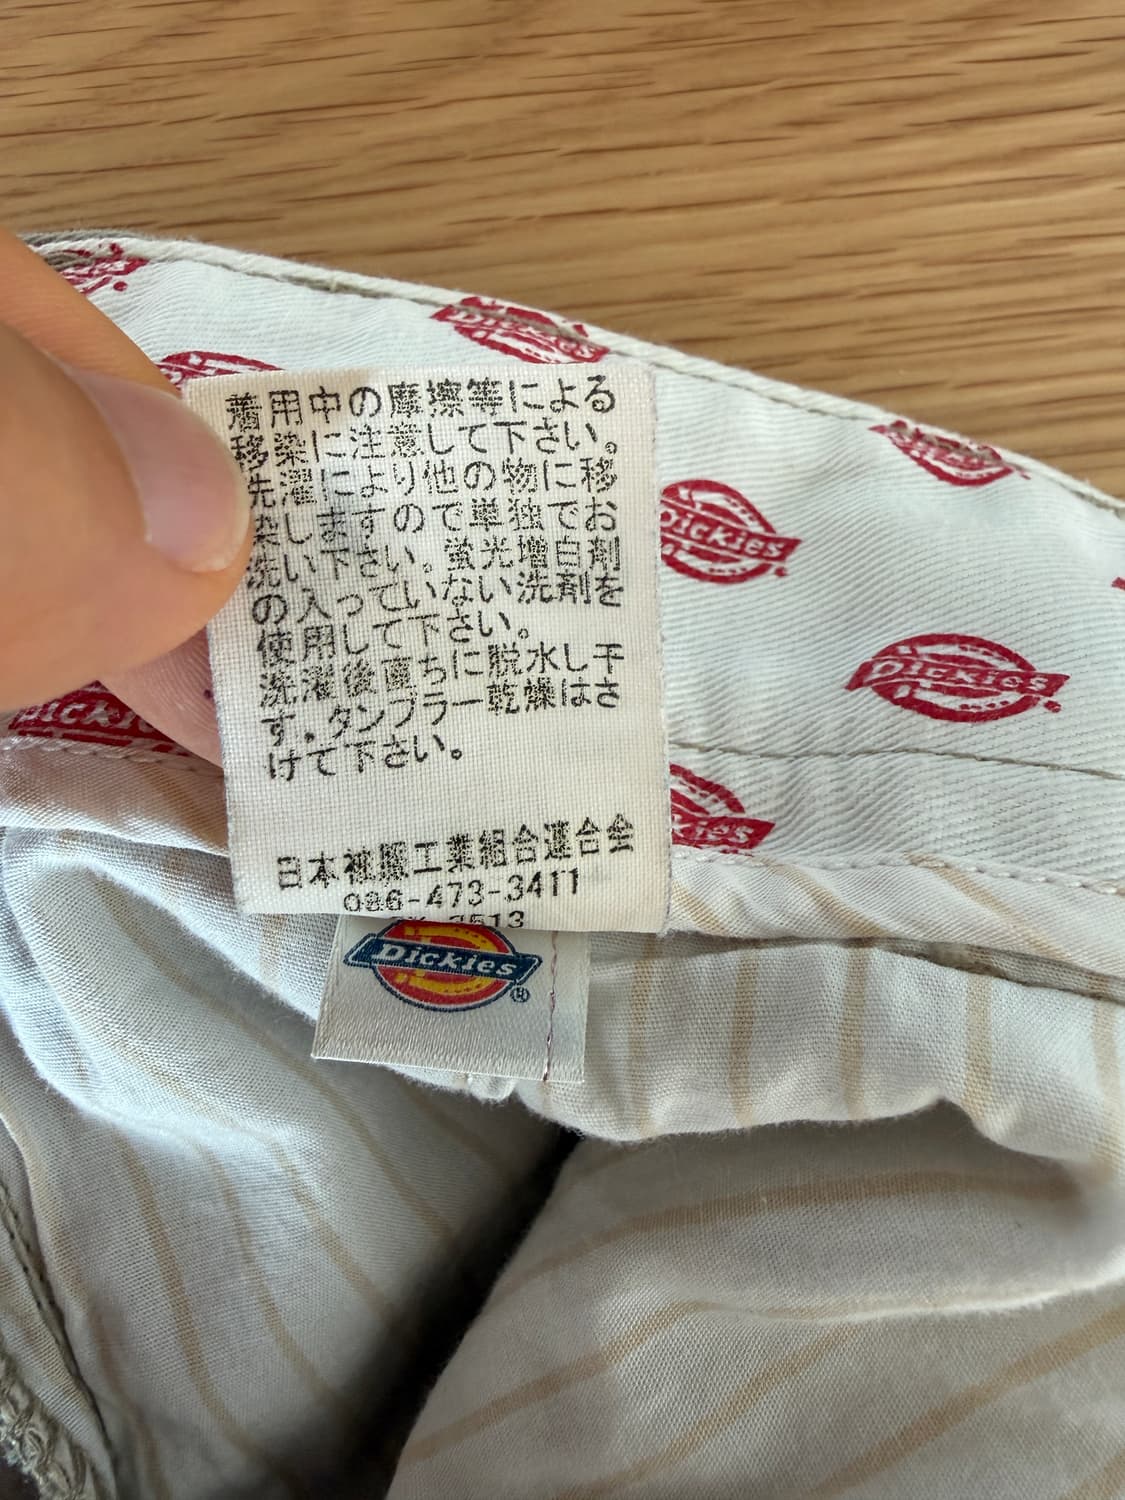 Dickies
着用中の摩擦等による
移染に注意して下さい。
洗濯により他の物に移
染しますので単独でお
洗い下さい。蛍光増白剤
の入っていない洗剤を
使用して下さい。
洗濯後直ちに脱水し干
す。タンブラー乾燥はさ
けて下さい。
Dickies
Dickies
Dickies
Dickies
日本被服工業組合連合会
086-473-3411
3513
Dickies®